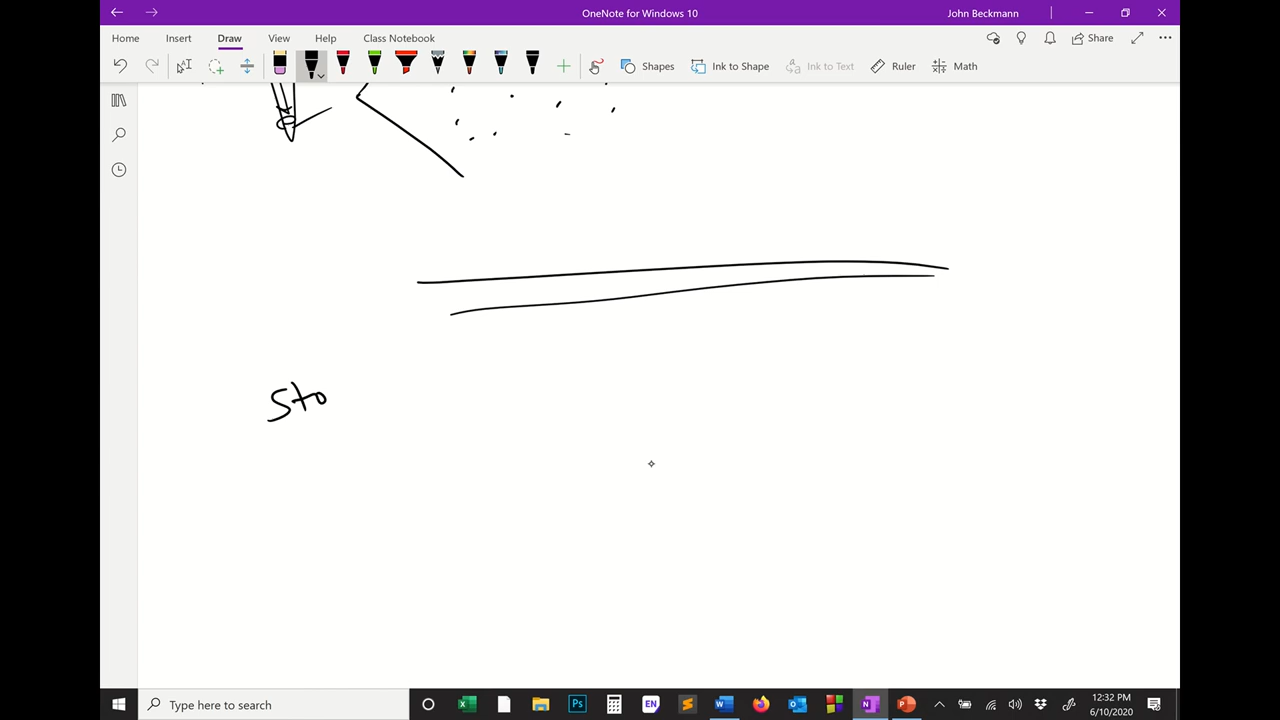 OneNote for Windows 10
John Beckmann
Home Insert Draw View Help Class Notebook
Share
Shapes Ink to Shape Ink to Text Ruler Math
sto
Type here to search
Ps
EN
12:32 PM
6/10/2020